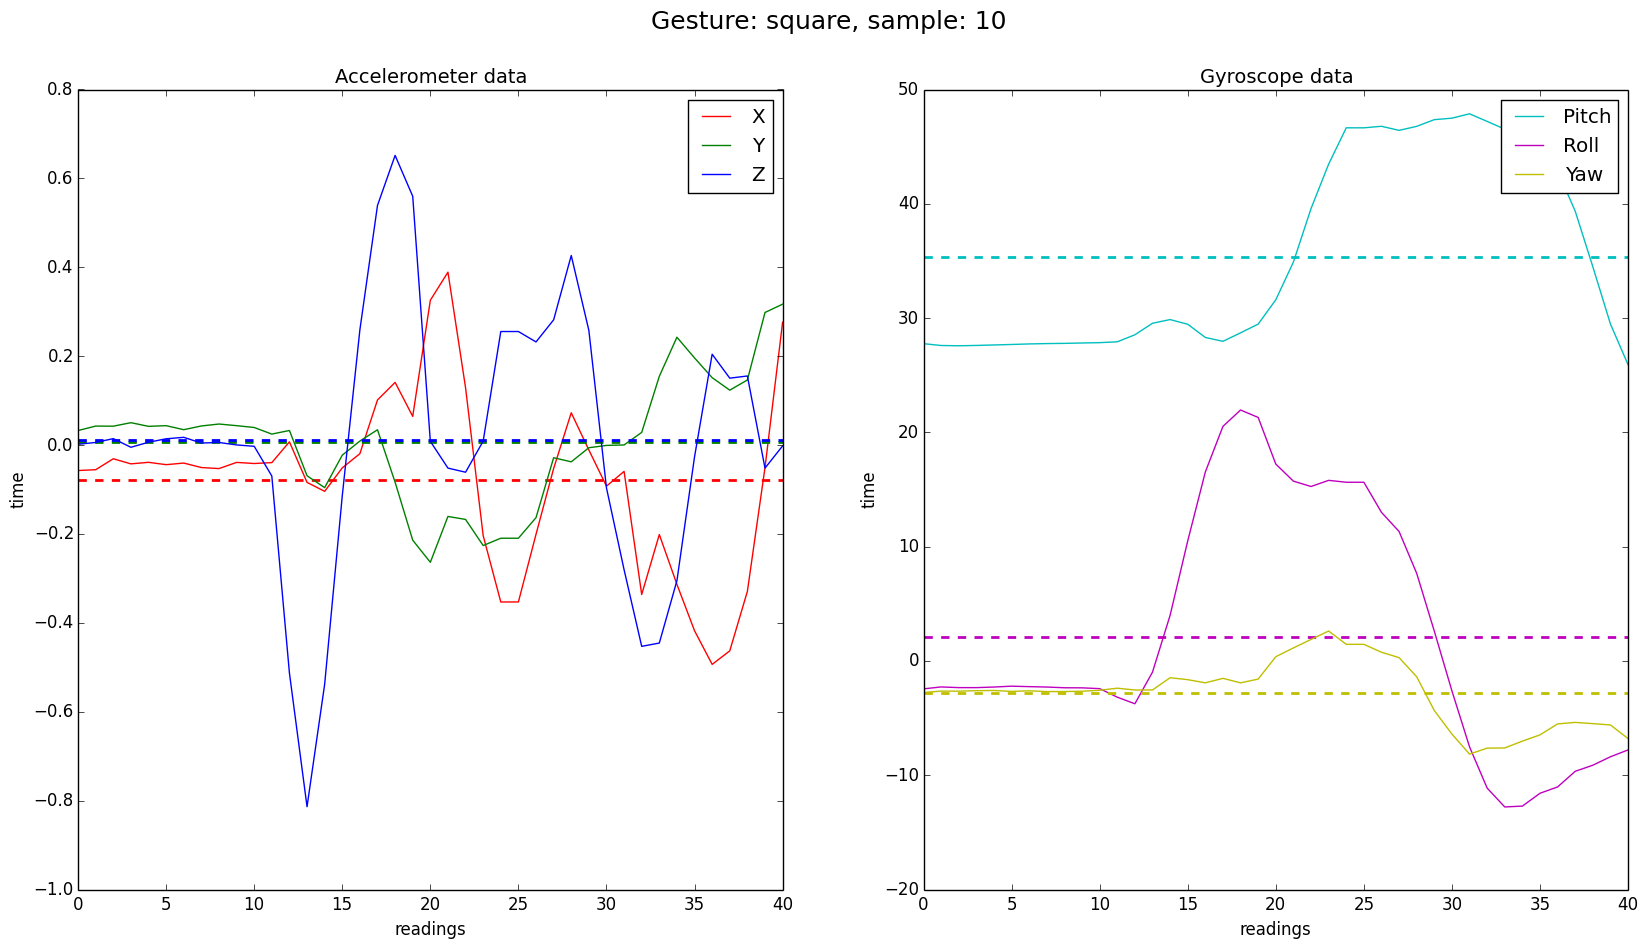 Gesture: square, sample: 10
Accelerometer data
0.8
0.6
0.4
0.2
0.0
−0.2
−0.4
−0.6
−0.8
−1.0
time
X
Y
Z
0 5 10 15 20 25 30 35 40
readings
Gyroscope data
50
40
30
20
10
0
−10
−20
time
Pitch
Roll
Yaw
0 5 10 15 20 25 30 35 40
readings